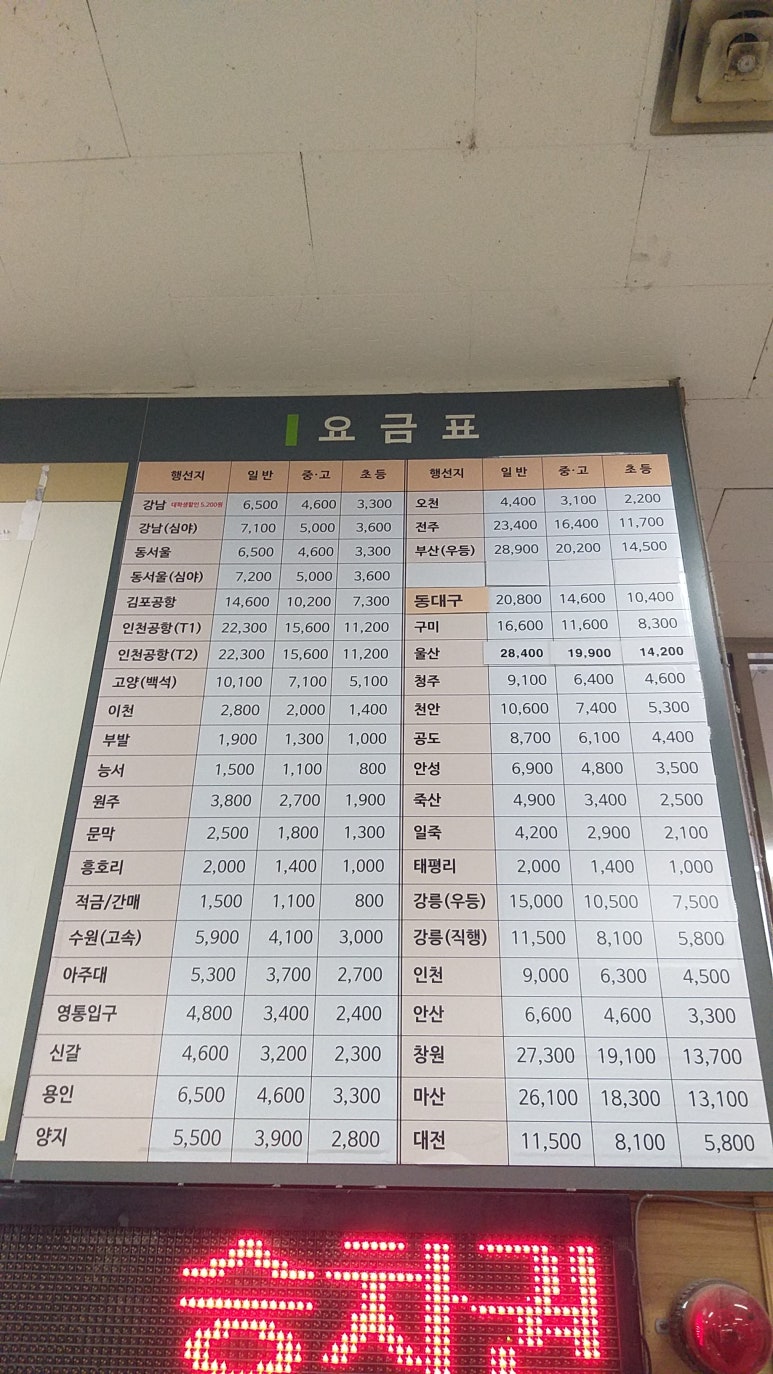 요금표
행선지 일반 중·고 초등 행선지 일반 중·고 초등
강남 대학생할인 5,200원 6,500 4,600 3,300 오천 4,400 3,100 2,200
강남(심야) 7,100 5,000 3,600 전주 23,400 16,400 11,700
동서울 6,500 4,600 3,300 부산(우등) 28,900 20,200 14,500
동서울(심야) 7,200 5,000 3,600
김포공항 14,600 10,200 7,300 동대구 20,800 14,600 10,400
인천공항(T1) 22,300 15,600 11,200 구미 16,600 11,600 8,300
인천공항(T2) 22,300 15,600 11,200 울산 28,400 19,900 14,200
고양(백석) 10,100 7,100 5,100 청주 9,100 6,400 4,600
이천 2,800 2,000 1,400 천안 10,600 7,400 5,300
부발 1,900 1,300 1,000 공도 8,700 6,100 4,400
능서 1,500 1,100 800 안성 6,900 4,800 3,500
원주 3,800 2,700 1,900 죽산 4,900 3,400 2,500
문막 2,500 1,800 1,300 일죽 4,200 2,900 2,100
흥호리 2,000 1,400 1,000 태평리 2,000 1,400 1,000
적금/간매 1,500 1,100 800 강릉(우등) 15,000 10,500 7,500
수원(고속) 5,900 4,100 3,000 강릉(직행) 11,500 8,100 5,800
아주대 5,300 3,700 2,700 인천 9,000 6,300 4,500
영통입구 4,800 3,400 2,400 안산 6,600 4,600 3,300
신갈 4,600 3,200 2,300 창원 27,300 19,100 13,700
용인 6,500 4,600 3,300 마산 26,100 18,300 13,100
양지 5,500 3,900 2,800 대전 11,500 8,100 5,800
승차권